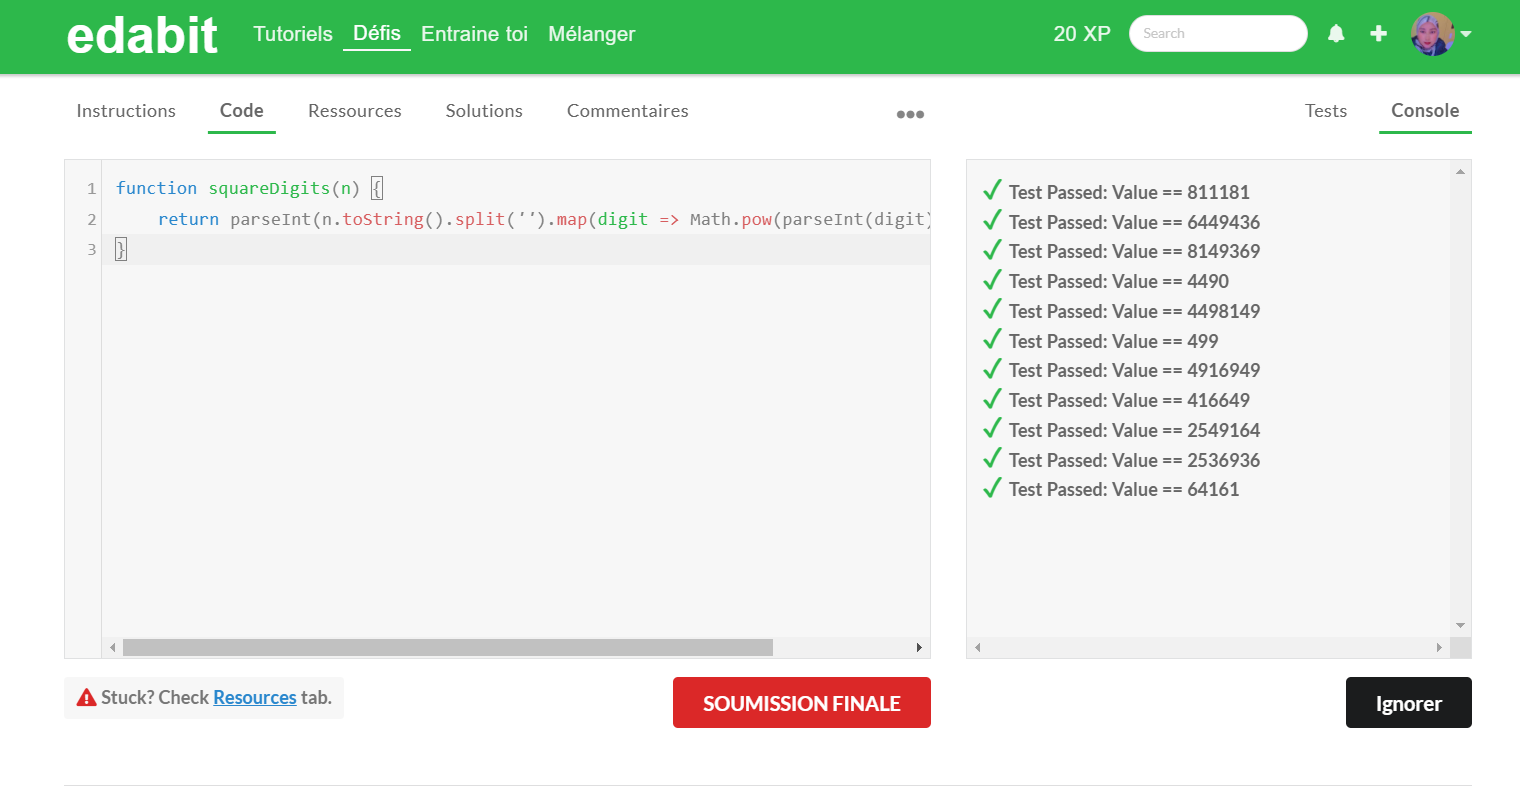 edabit Tutoriels Défis Entraine toi Mélanger 20 XP Search
Instructions Code Ressources Solutions Commentaires Tests Console
1 function squareDigits(n) {
2 return parseInt(n.toString().split('').map(digit => Math.pow(parseInt(digit)
3 }
Test Passed: Value == 811181
Test Passed: Value == 6449436
Test Passed: Value == 8149369
Test Passed: Value == 4490
Test Passed: Value == 4498149
Test Passed: Value == 499
Test Passed: Value == 4916949
Test Passed: Value == 416649
Test Passed: Value == 2549164
Test Passed: Value == 2536936
Test Passed: Value == 64161
Stuck? Check Resources tab.
SOUMISSION FINALE
Ignorer